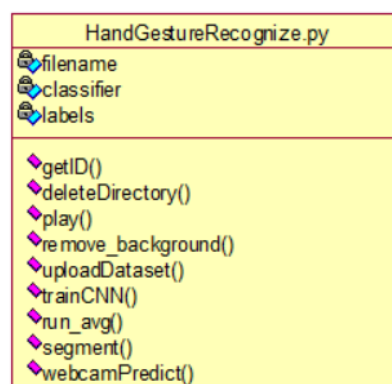 HandGestureRecognize.py
filename
classifier
labels
getID()
deleteDirectory()
play()
remove_background()
uploadDataset()
trainCNN()
run_avg()
segment()
webcamPredict()